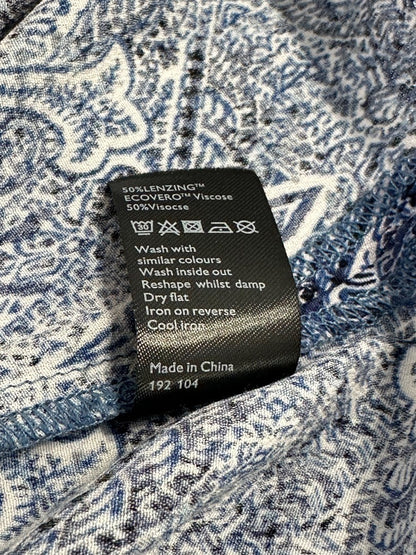 50%LENZING™
ECOVERO™ Viscose
50%Visocse
30
Wash with
similar colours
Wash inside out
Reshape whilst damp
Dry flat
Iron on reverse
Cool iron
Made in China
192 104